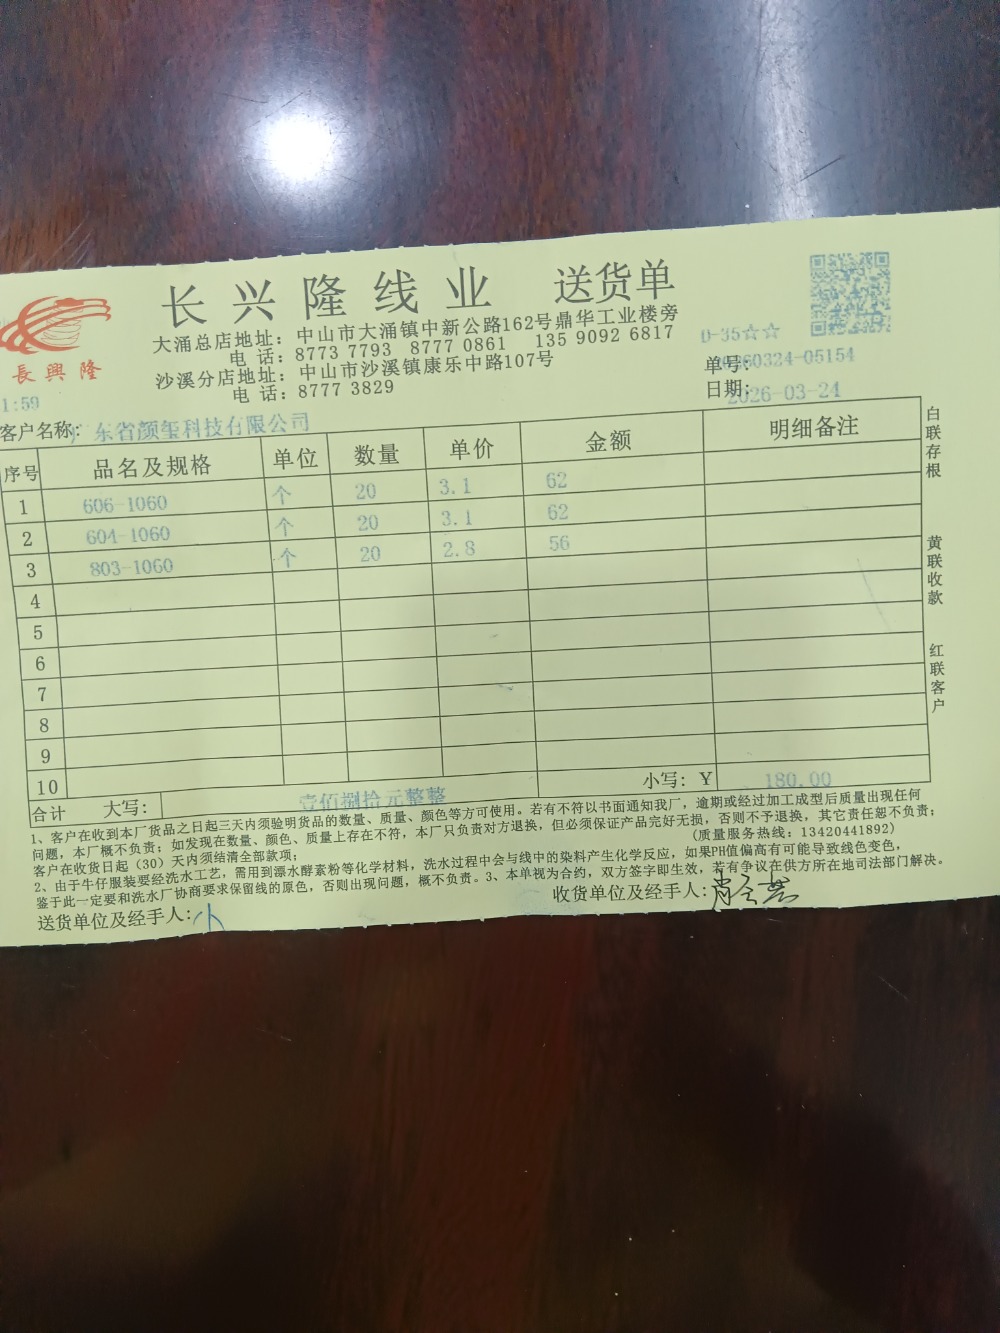 长兴隆线业 送货单
大涌总店地址：中山市大涌镇中新公路162号鼎华工业楼旁
电 话：8773 7793 8777 0861 135 9092 6817
沙溪分店地址：中山市沙溪镇康乐中路107号
电 话：8777 3829
長興隆
D-35☆☆
单号：20260324-05154
日期：2026-03-24
1:59
客户名称：广东省颜玺科技有限公司
序号 品名及规格 单位 数量 单价 金额 明细备注
1 606-1060 个 20 3.1 62
2 604-1060 个 20 3.1 62
3 803-1060 个 20 2.8 56
4
5
6
7
8
9
10
合计 大写：壹佰捌拾元整整 小写：Y 180.00
白联存根
黄联收款
红联客户
1、客户在收到本厂货品之日起三天内须验明货品的数量、质量、颜色等方可使用。若有不符以书面通知我厂，逾期或经过加工成型后质量出现任何
问题，本厂概不负责；如发现在数量、颜色、质量上存在不符，本厂只负责对方退换，但必须保证产品完好无损，否则不予退换，其它责任恕不负责；
客户在收货日起（30）天内须结清全部款项； (质量服务热线：13420441892)
2、由于牛仔服装要经洗水工艺，需用到漂水酵素粉等化学材料，洗水过程中会与线中的染料产生化学反应，如果PH值偏高有可能导致线色变色，
鉴于此一定要和洗水厂协商要求保留线的原色，否则出现问题，概不负责。3、本单视为合约，双方签字即生效，若有争议在供方所在地司法部门解决。
送货单位及经手人： 收货单位及经手人：